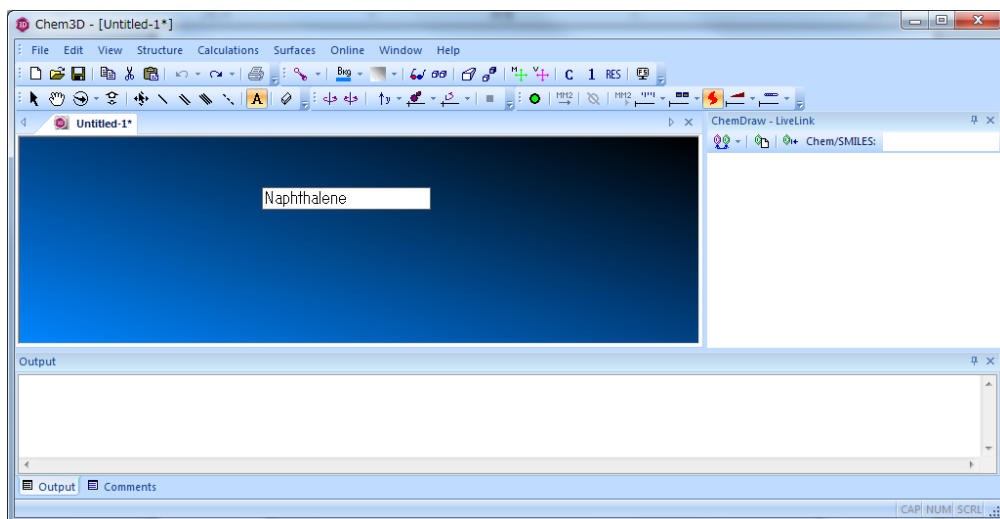 Chem3D - [Untitled-1*]
File Edit View Structure Calculations Surfaces Online Window Help
Bkg M V C 1 RES
A y MM2 MM2
Untitled-1*
ChemDraw - LiveLink
Chem/SMILES:
Naphthalene
Output
Output Comments
CAP NUM SCRL